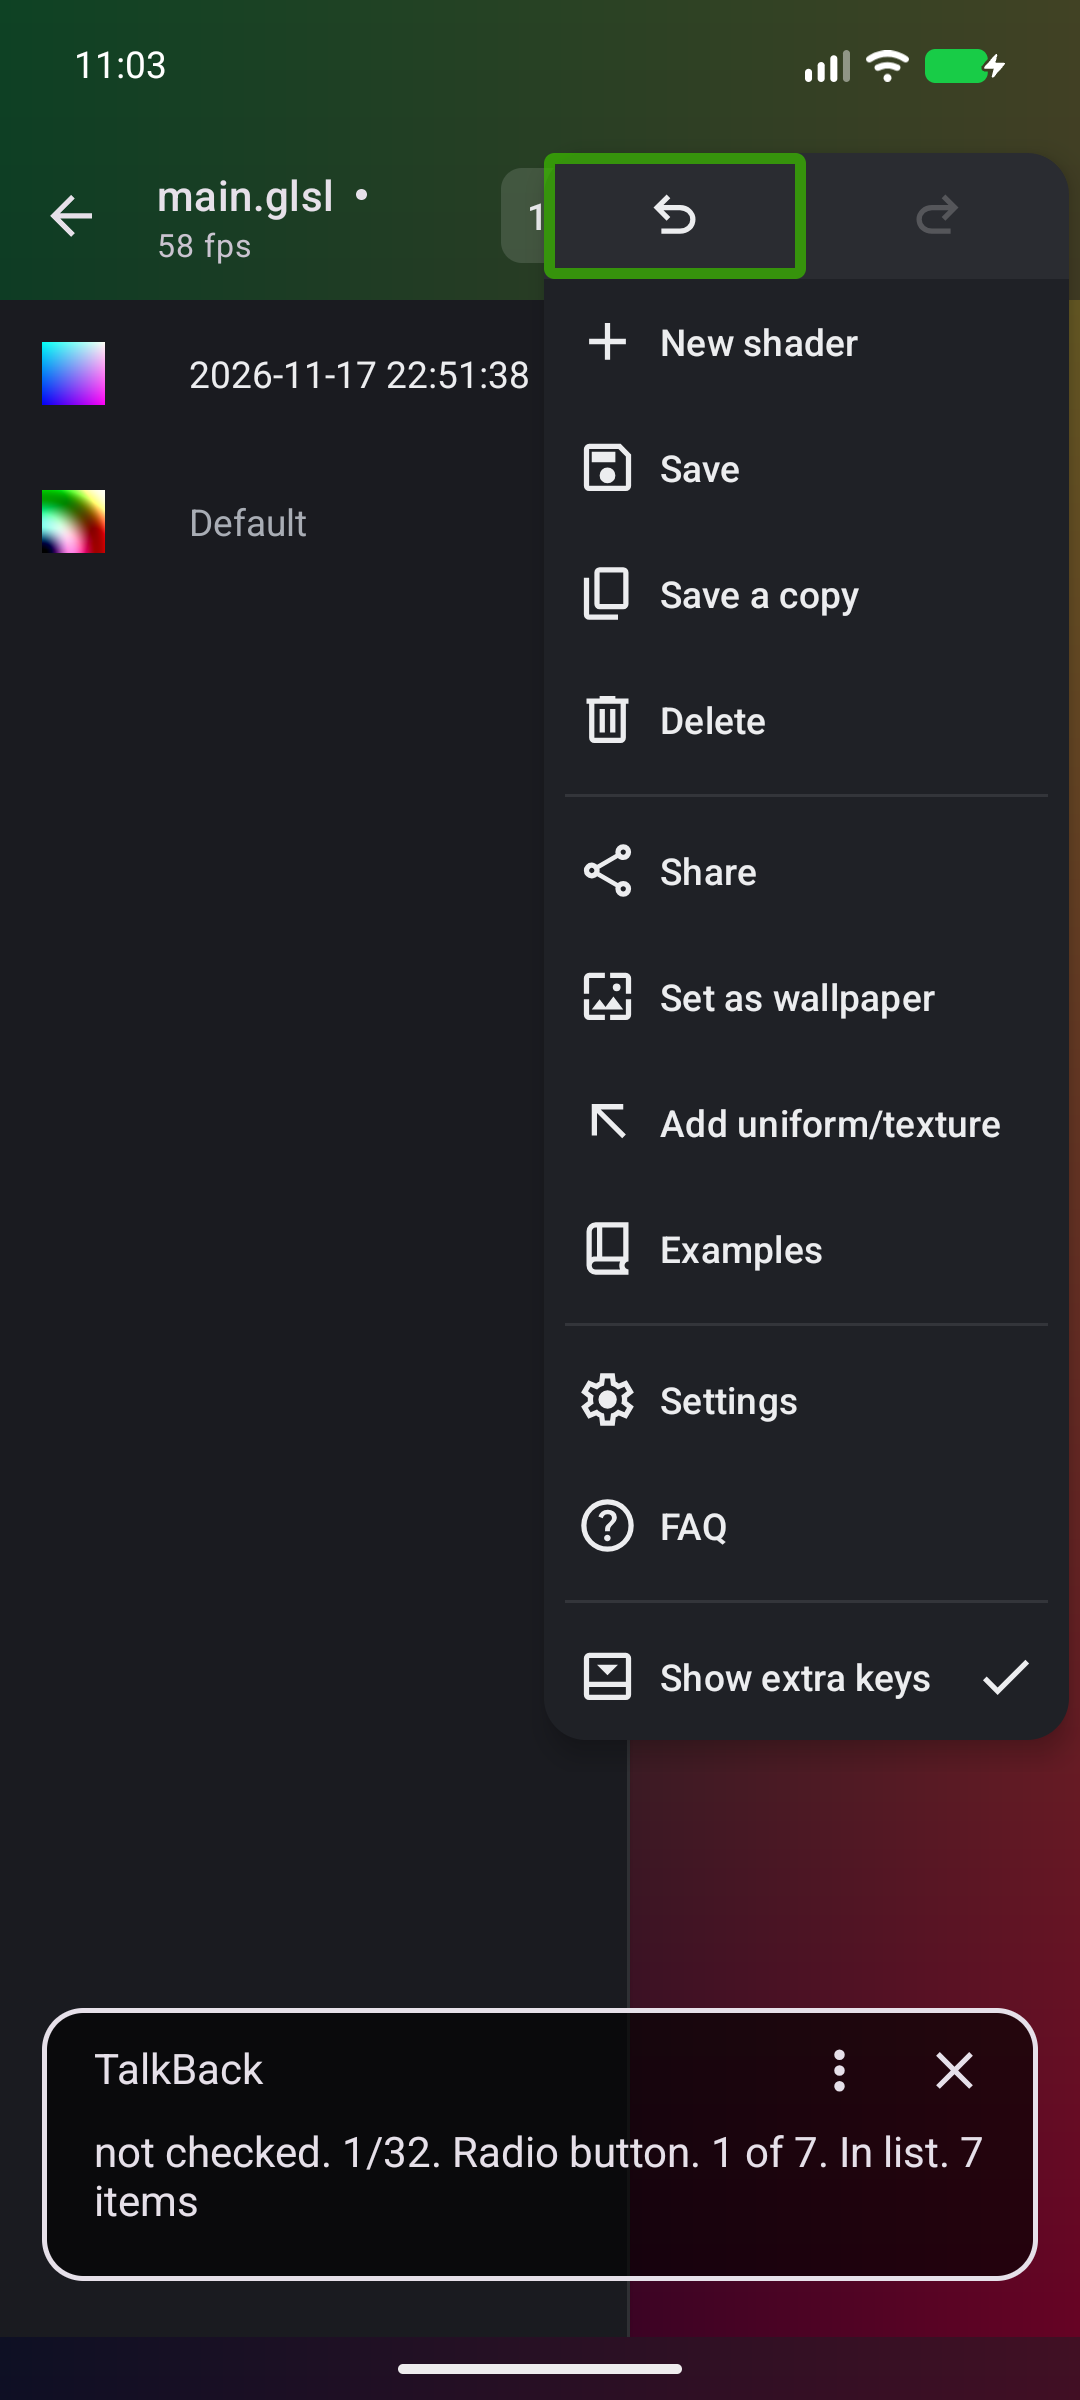 11:03
main.glsl •
58 fps
1
2026-11-17 22:51:38
Default
New shader
Save
Save a copy
Delete
Share
Set as wallpaper
Add uniform/texture
Examples
Settings
FAQ
Show extra keys
TalkBack
not checked. 1/32. Radio button. 1 of 7. In list. 7
items